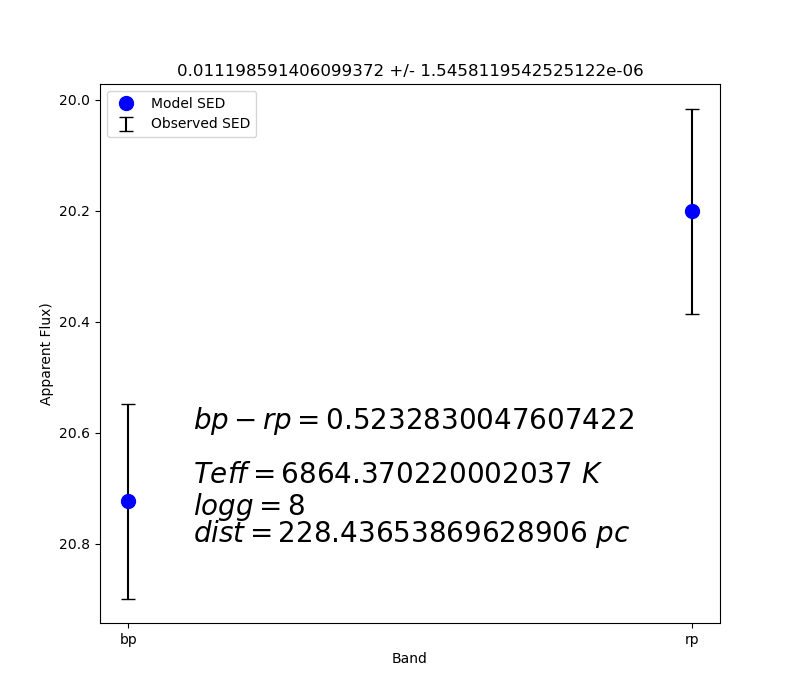 0.011198591406099372 +/- 1.5458119542525122e-06
Model SED
Observed SED
20.0
20.2
20.4
20.6
20.8
Apparent Flux)
bp − rp = 0.5232830047607422
Teff = 6864.370220002037 K
logg = 8
dist = 228.43653869628906 pc
bp
rp
Band